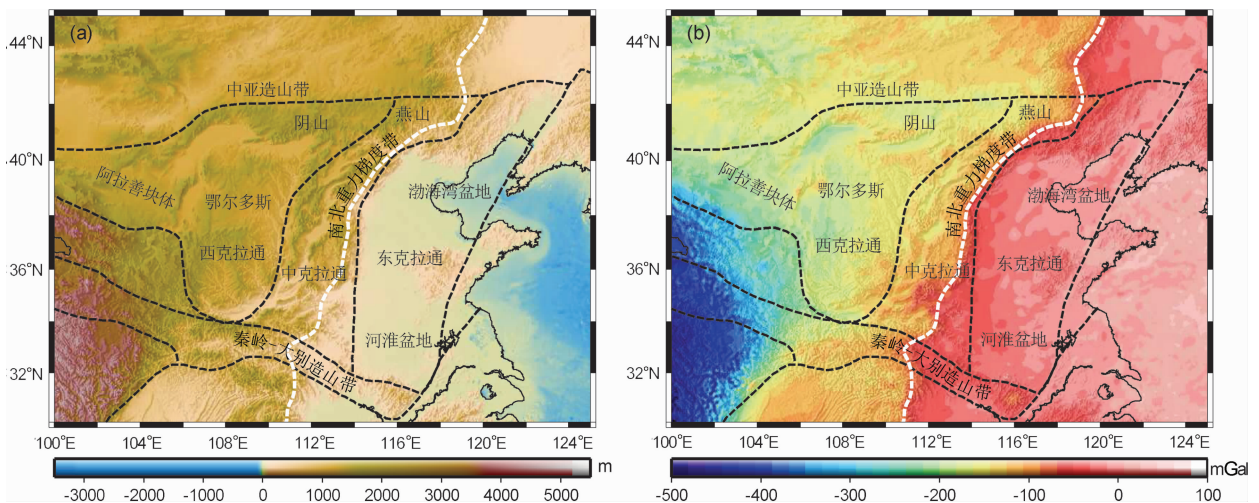 (a)
44°N
40°N
36°N
32°N
中亚造山带
阴山
燕山
阿拉善块体
鄂尔多斯
南北重力梯度带
渤海湾盆地
西克拉通
中克拉通
东克拉通
河淮盆地
秦岭-大别造山带
100°E 104°E 108°E 112°E 116°E 120°E 124°E
-3000 -2000 -1000 0 1000 2000 3000 4000 5000 m
(b)
44°N
40°N
36°N
32°N
中亚造山带
阴山
燕山
阿拉善块体
鄂尔多斯
南北重力梯度带
渤海湾盆地
西克拉通
中克拉通
东克拉通
河淮盆地
秦岭-大别造山带
100°E 104°E 108°E 112°E 116°E 120°E 124°E
-500 -400 -300 -200 -100 0 100 mGal